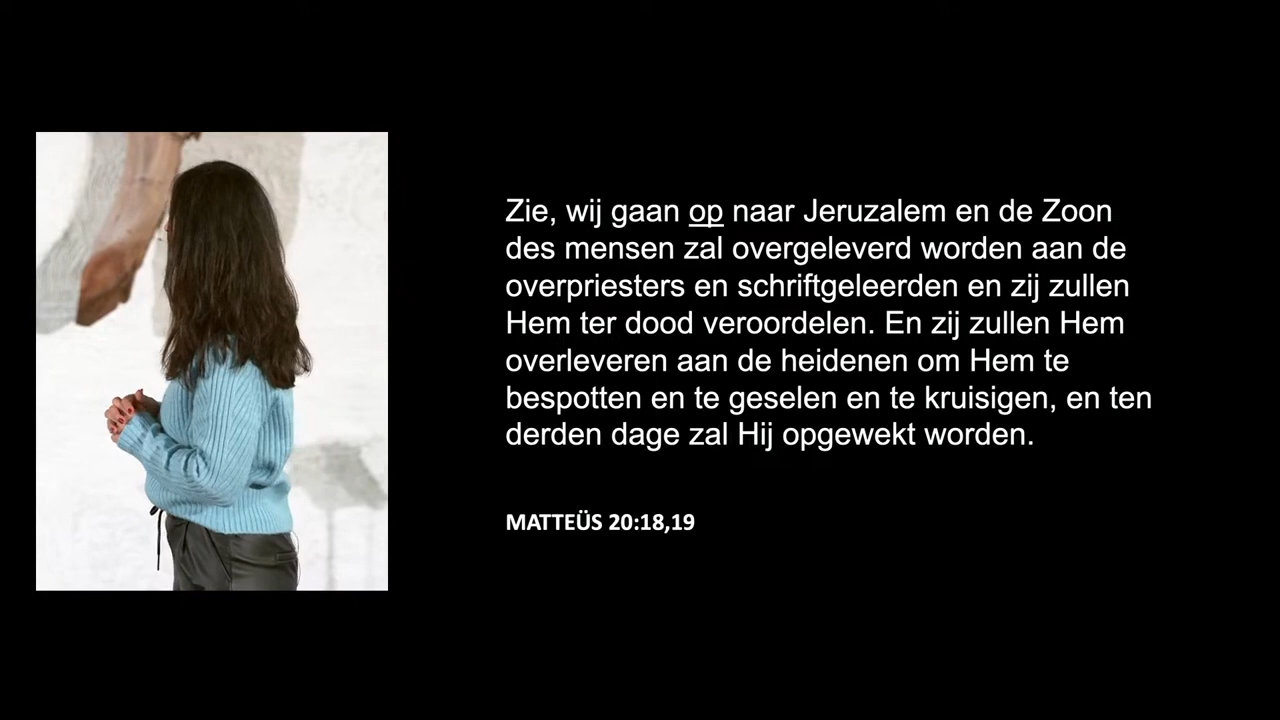 Zie, wij gaan op naar Jeruzalem en de Zoon
des mensen zal overgeleverd worden aan de
overpriesters en schriftgeleerden en zij zullen
Hem ter dood veroordelen. En zij zullen Hem
overleveren aan de heidenen om Hem te
bespotten en te geselen en te kruisigen, en ten
derden dage zal Hij opgewekt worden.
MATTEÜS 20:18,19